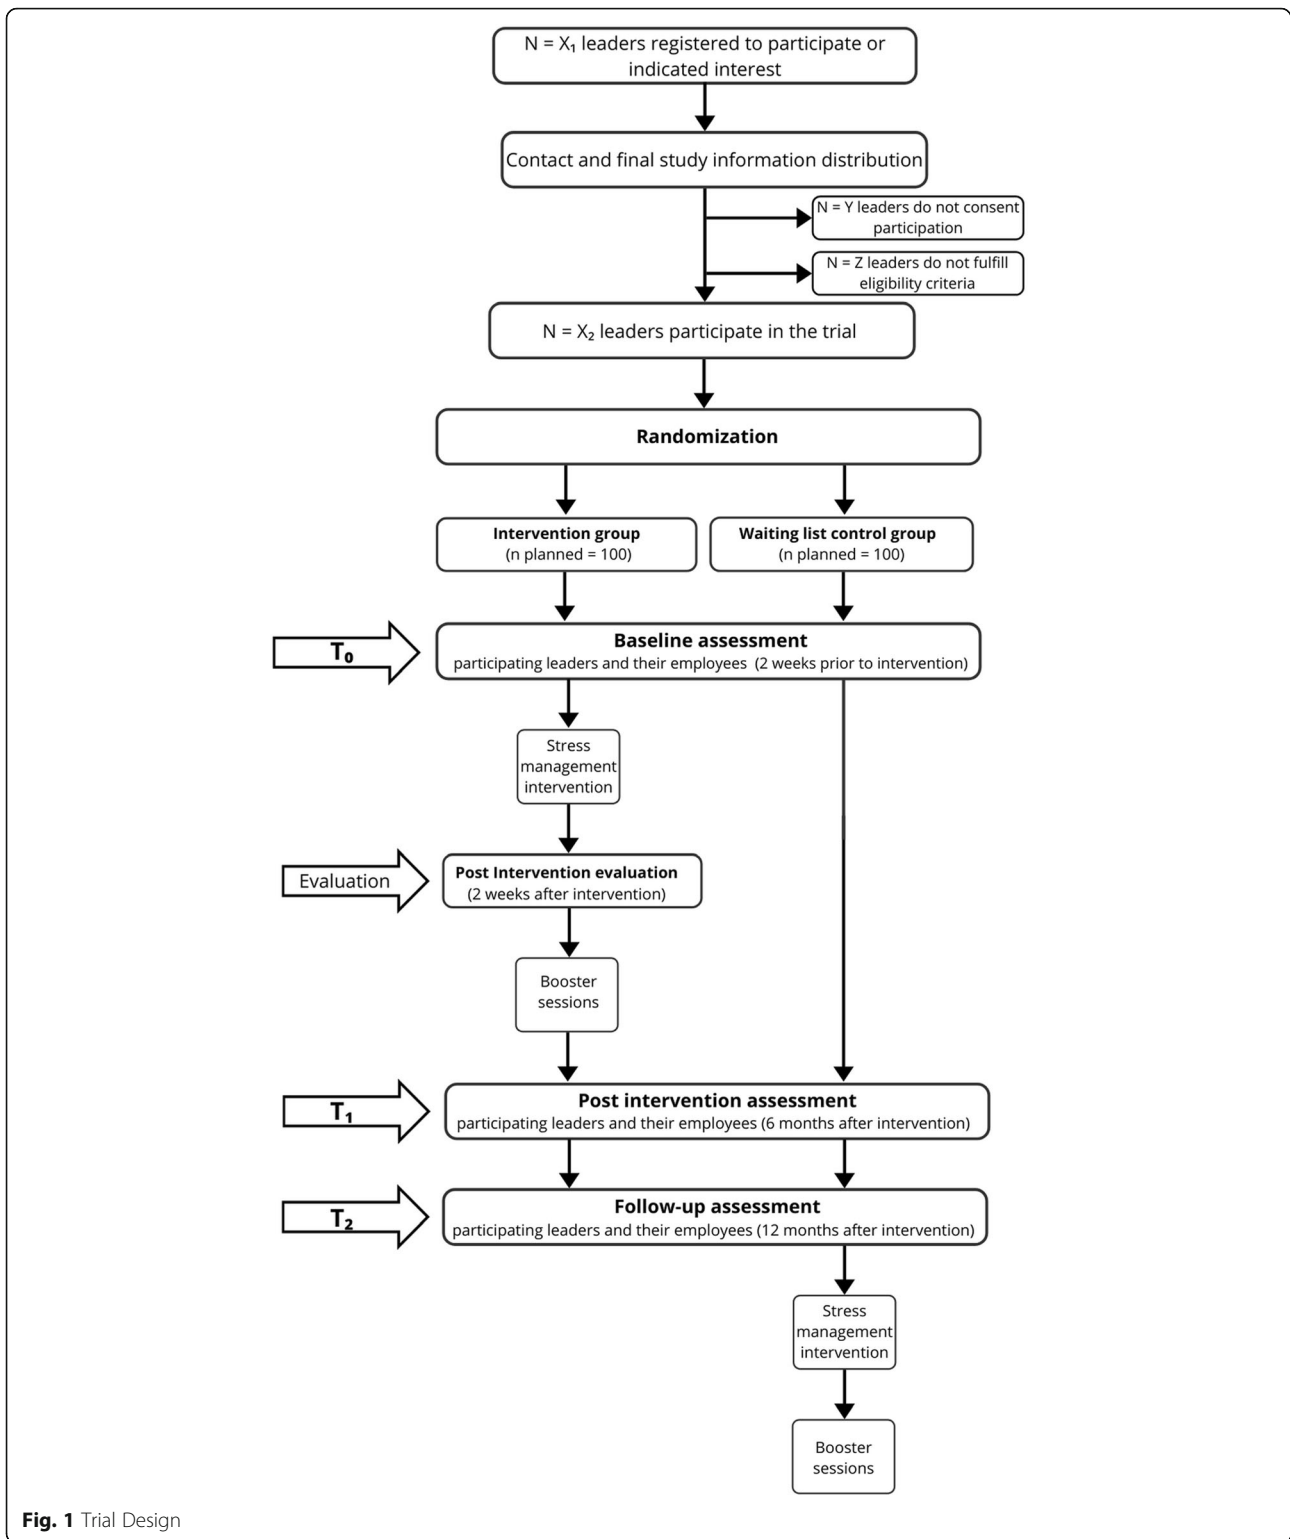 N = X₁ leaders registered to participate or
indicated interest
Contact and final study information distribution
N = Y leaders do not consent
participation
N = Z leaders do not fulfill
eligibility criteria
N = X₂ leaders participate in the trial
Randomization
Intervention group
(n planned = 100)
Waiting list control group
(n planned = 100)
T₀
Baseline assessment
participating leaders and their employees (2 weeks prior to intervention)
Stress
management
intervention
Evaluation
Post Intervention evaluation
(2 weeks after intervention)
Booster
sessions
T₁
Post intervention assessment
participating leaders and their employees (6 months after intervention)
T₂
Follow-up assessment
participating leaders and their employees (12 months after intervention)
Stress
management
intervention
Booster
sessions
Fig. 1 Trial Design